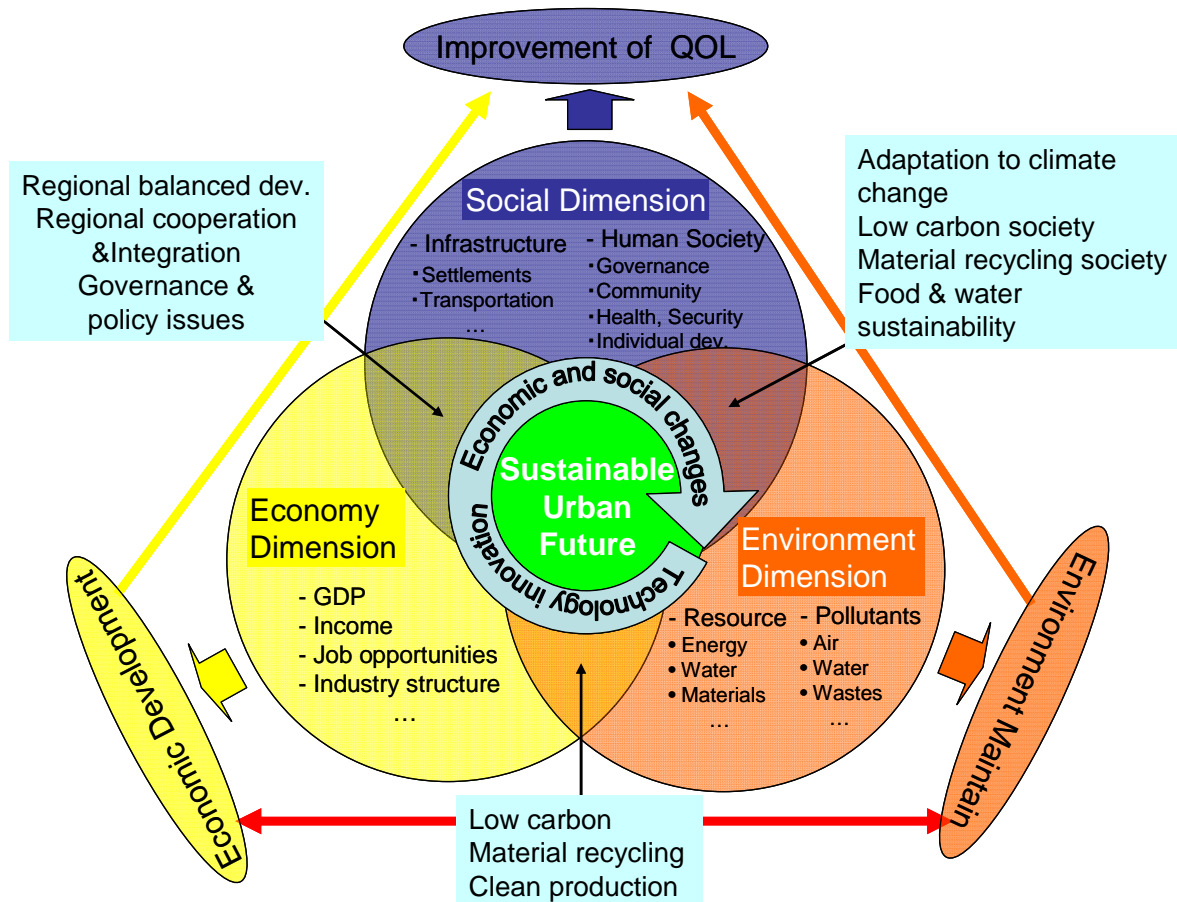 Improvement of QOL
Regional balanced dev.
Regional cooperation
&Integration
Governance &
policy issues
Adaptation to climate
change
Low carbon society
Material recycling society
Food & water
sustainability
Social Dimension
- Infrastructure
・Settlements
・Transportation
...
- Human Society
・Governance
・Community
・Health, Security
・Individual dev.
Economic and social changes
Technology innovation
Sustainable
Urban
Future
Economy
Dimension
- GDP
- Income
- Job opportunities
- Industry structure
...
Environment
Dimension
- Resource
• Energy
• Water
• Materials
...
- Pollutants
• Air
• Water
• Wastes
...
Economic Development
Environment Maintain
Low carbon
Material recycling
Clean production